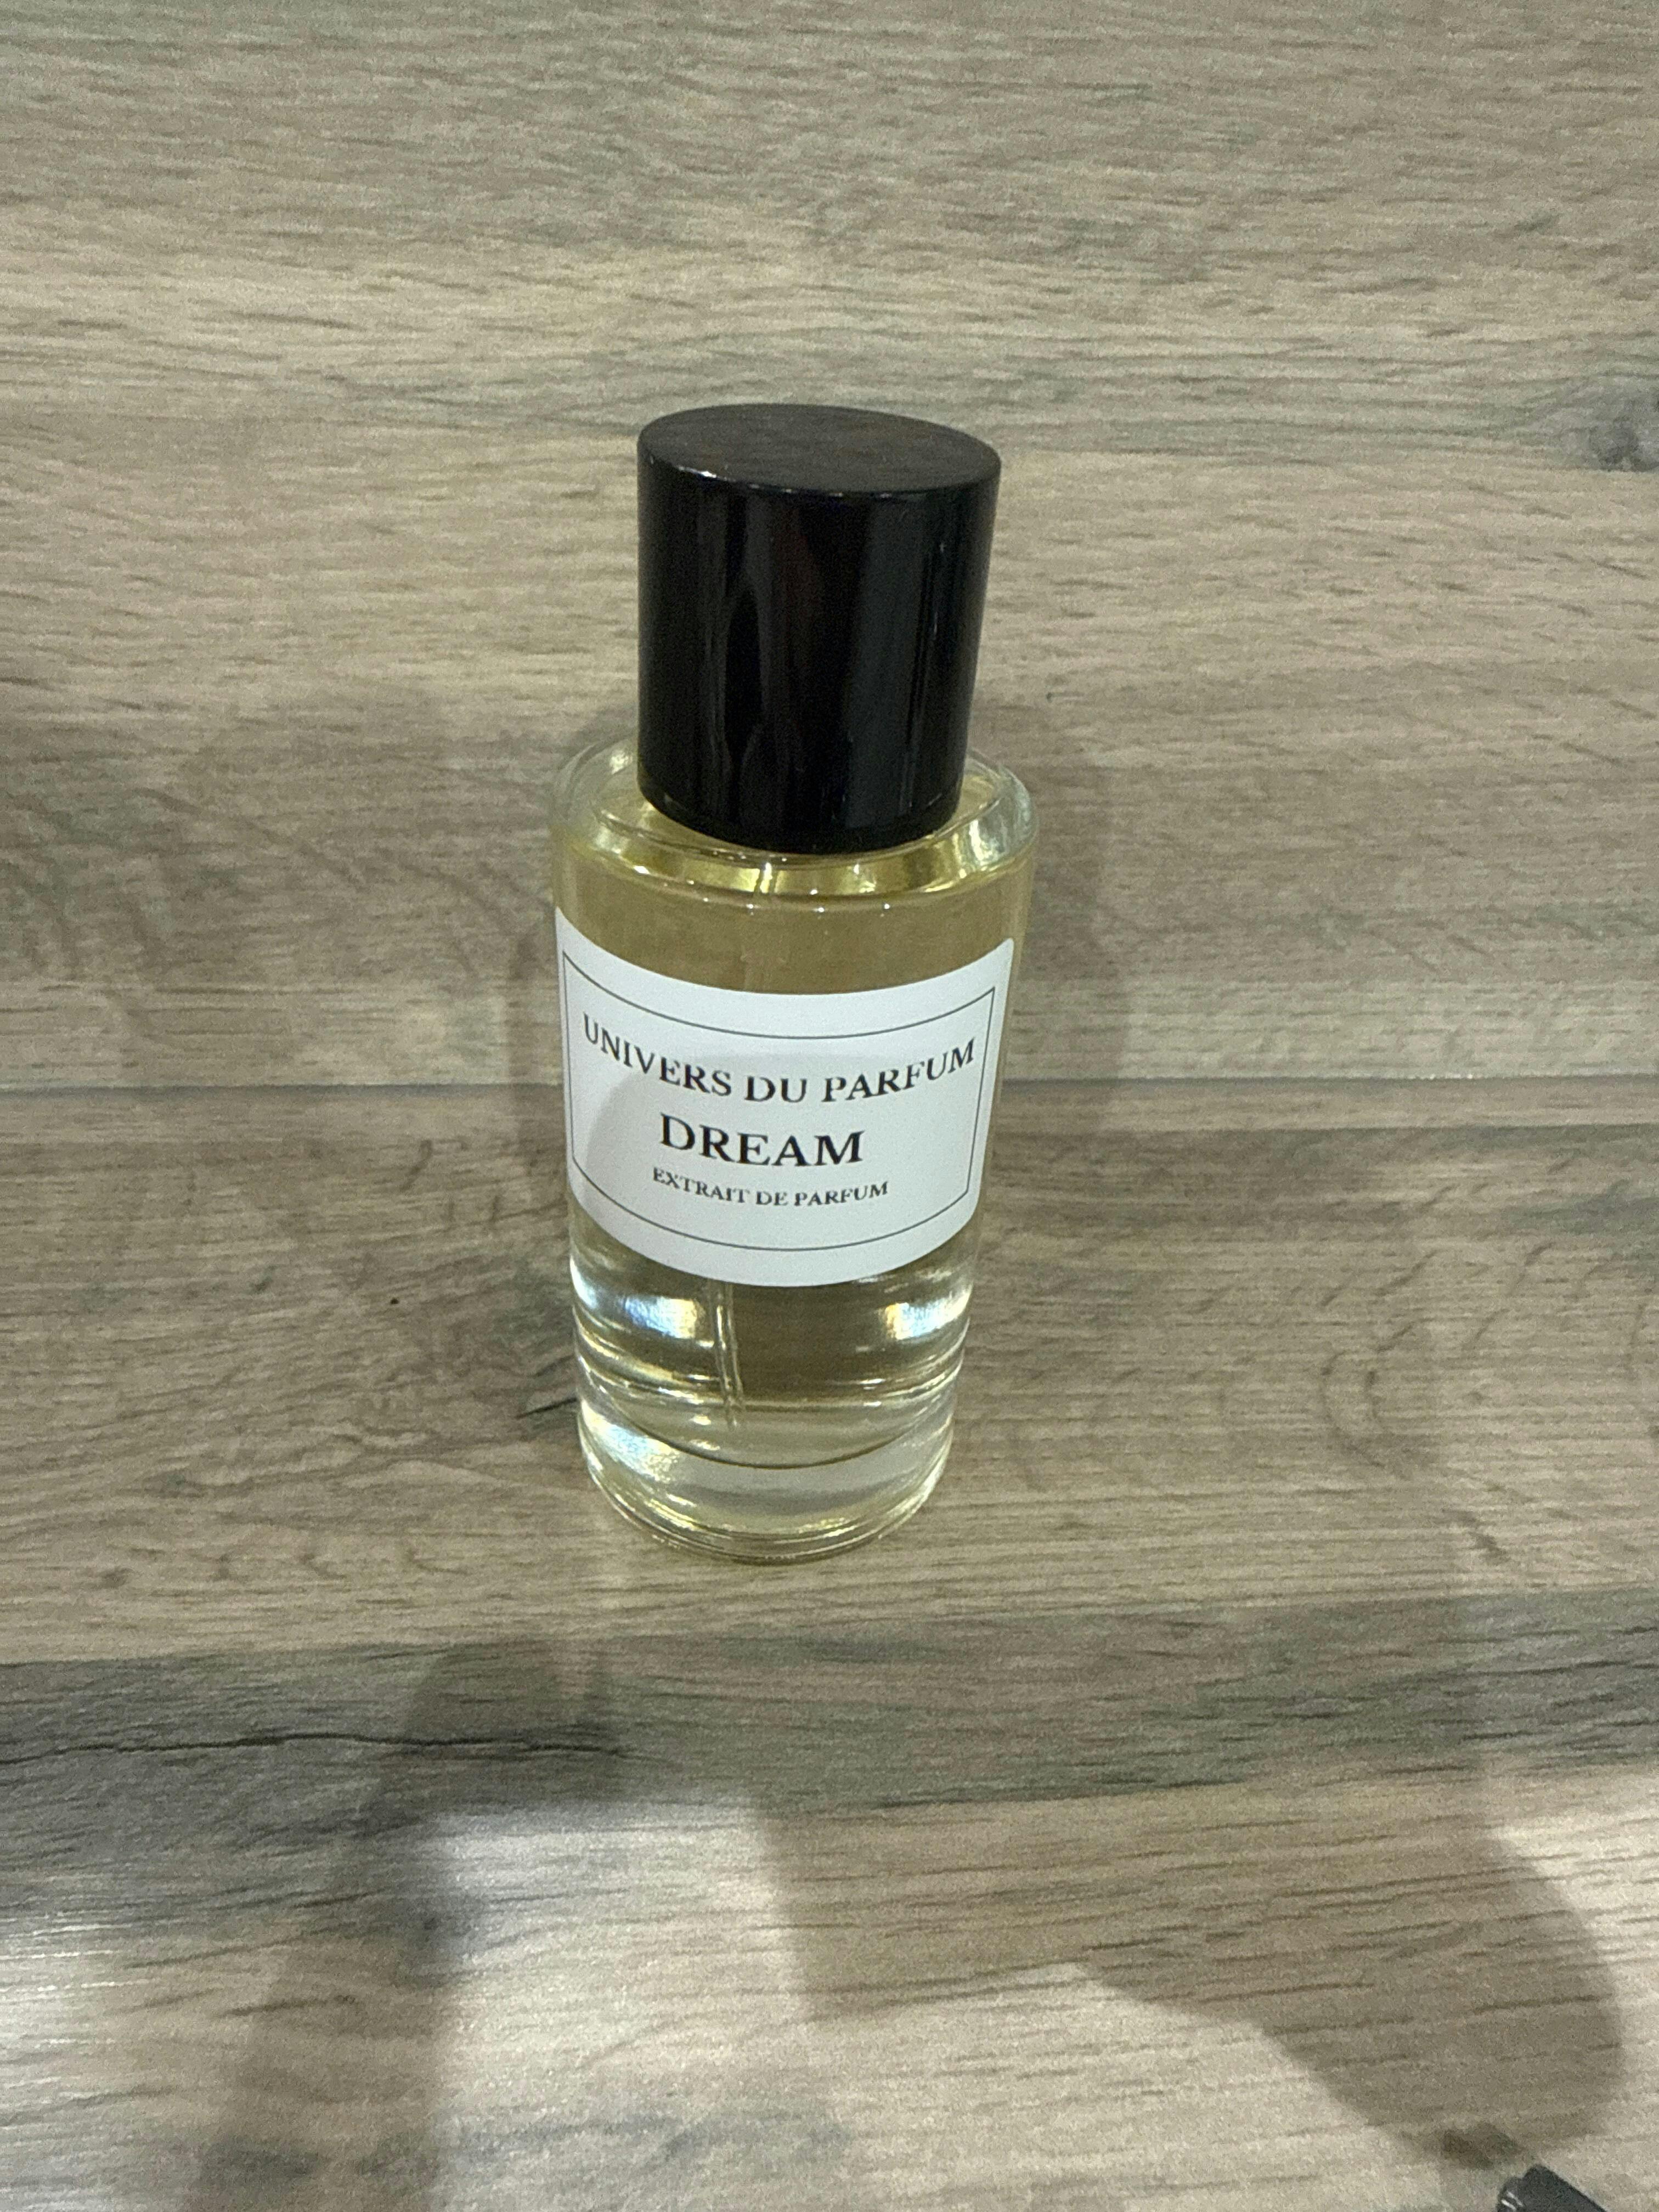 UNIVERS DU PARFUM
DREAM
EXTRAIT DE PARFUM